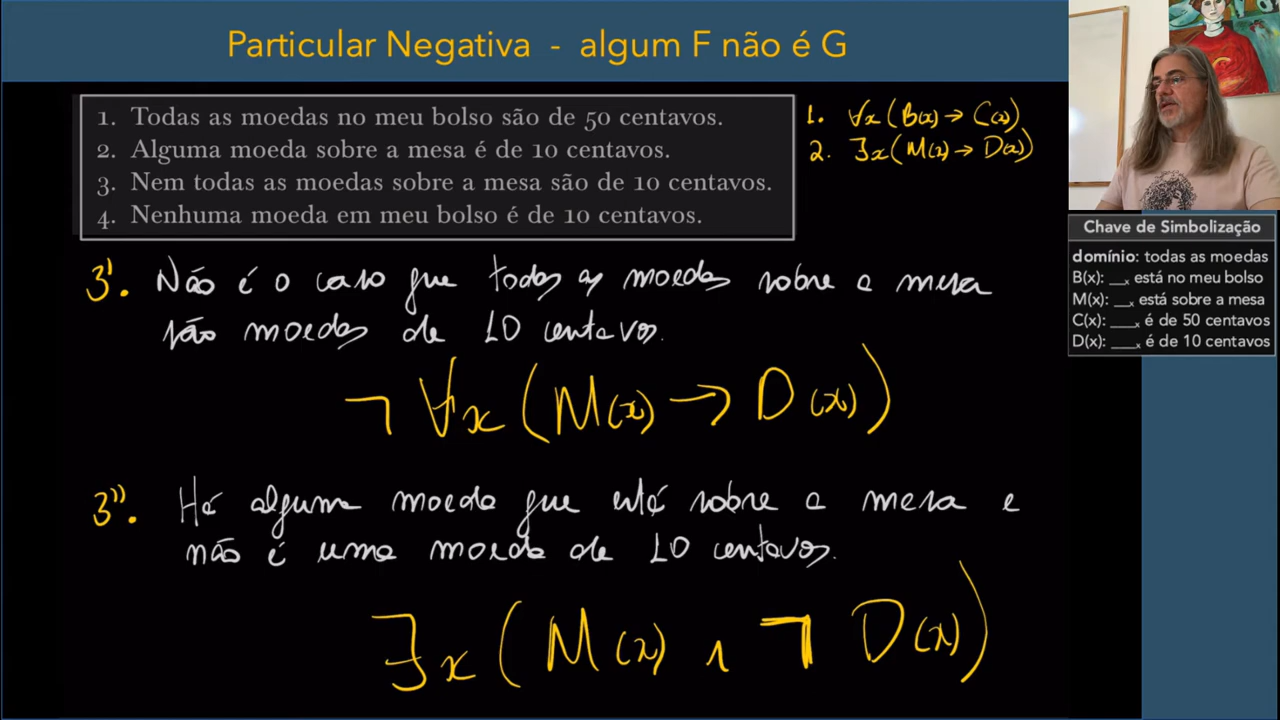 Particular Negativa - algum F não é G
1. Todas as moedas no meu bolso são de 50 centavos.
2. Alguma moeda sobre a mesa é de 10 centavos.
3. Nem todas as moedas sobre a mesa são de 10 centavos.
4. Nenhuma moeda em meu bolso é de 10 centavos.
1. ∀x (B(x) → C(x))
2. ∃x (M(x) → D(x))
Chave de Simbolização
domínio: todas as moedas
B(x): __x está no meu bolso
M(x): __x está sobre a mesa
C(x): ___x é de 50 centavos
D(x): ___x é de 10 centavos
3'. Não é o caso que todas as moedas sobre a mesa
são moedas de 10 centavos.
¬ ∀x (M(x) → D(x))
3''. Há alguma moeda que está sobre a mesa e
não é uma moeda de 10 centavos.
∃x (M(x) ∧ ¬ D(x))